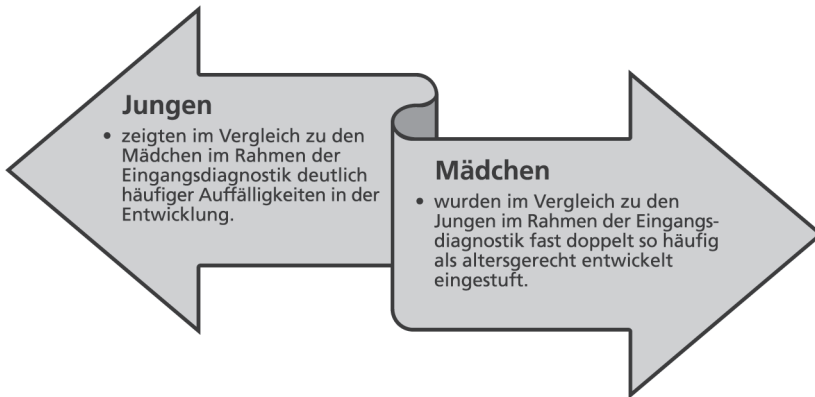 Jungen
• zeigten im Vergleich zu den
Mädchen im Rahmen der
Eingangsdiagnostik deutlich
häufiger Auffälligkeiten in der
Entwicklung.
Mädchen
• wurden im Vergleich zu den
Jungen im Rahmen der Eingangs-
diagnostik fast doppelt so häufig
als altersgerecht entwickelt
eingestuft.